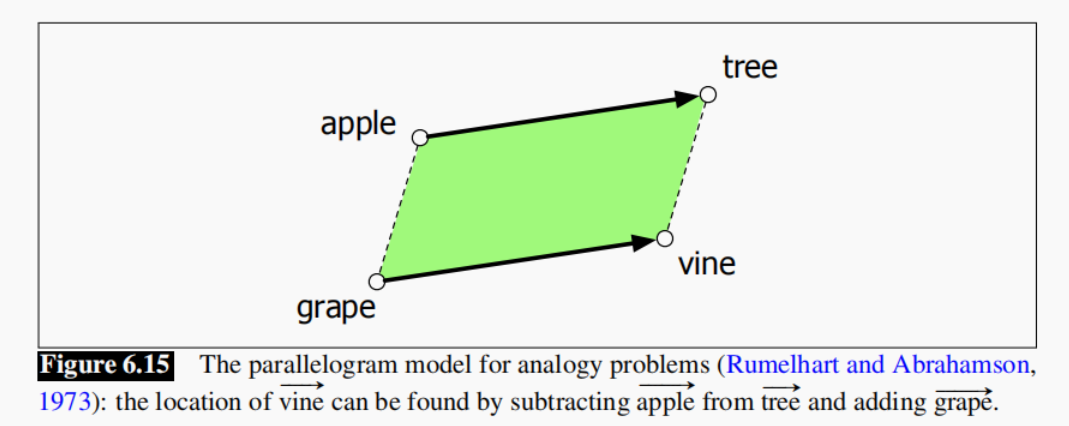 tree
apple
vine
grape
Figure 6.15 The parallelogram model for analogy problems (Rumelhart and Abrahamson,
1973): the location of vine can be found by subtracting apple from tree and adding grape.